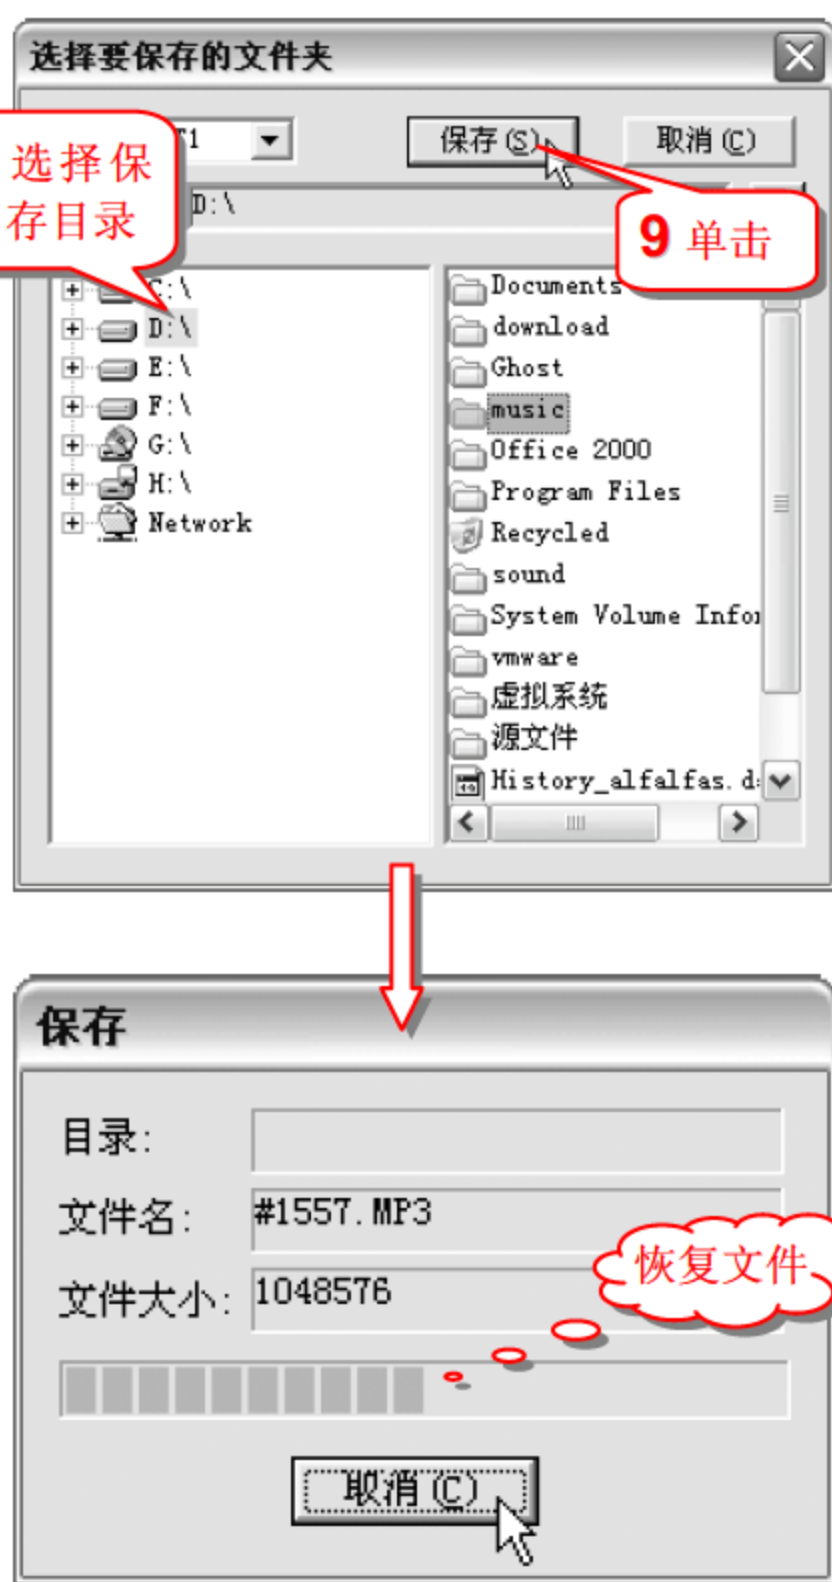 选择要保存的文件夹
保存(S)
取消(C)
选择保
存目录
D:\
9 单击
C:\
D:\
E:\
F:\
G:\
H:\
Network
Documents
download
Ghost
music
Office 2000
Program Files
Recycled
sound
System Volume Infor
vmware
虚拟系统
源文件
History_alfalfas.d
保存
目录:
文件名: #1557.MP3
文件大小: 1048576
恢复文件
取消(C)